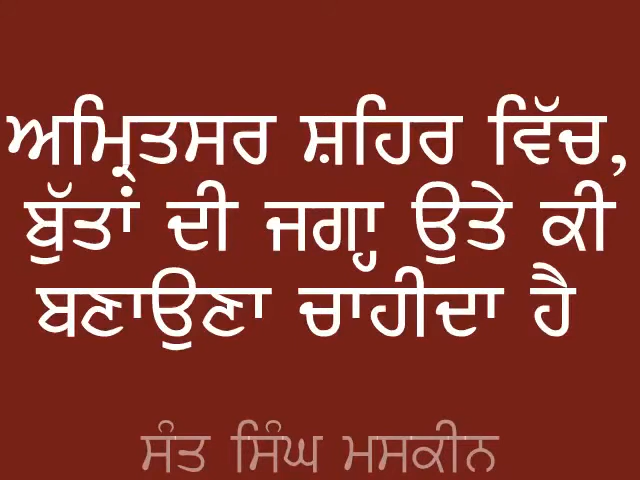 ਅਮ੍ਰਿਤਸਰ ਸ਼ਹਿਰ ਵਿੱਚ,
ਬੁੱਤਾਂ ਦੀ ਜਗ੍ਹਾ ਉਤੇ ਕੀ
ਬਣਾਉਣਾ ਚਾਹੀਦਾ ਹੈ
ਸੰਤ ਸਿੰਘ ਮਸਕੀਨ